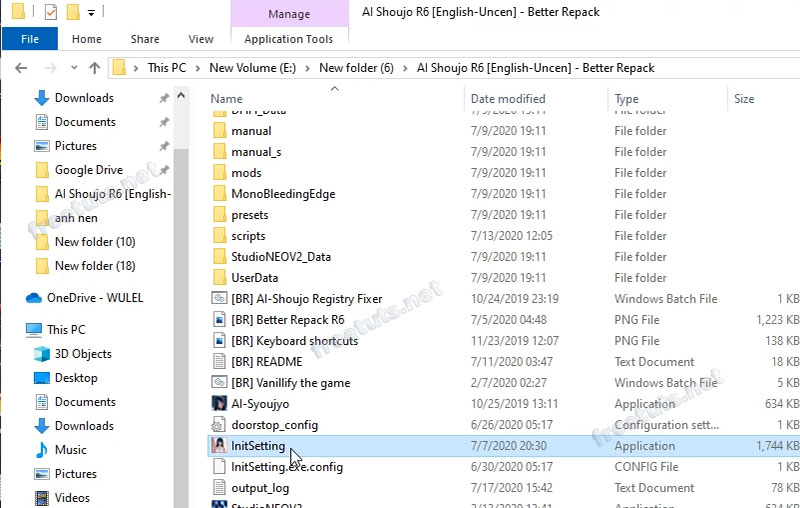 Manage
AI Shoujo R6 [English-Uncen] - Better Repack
File Home Share View Application Tools
This PC New Volume (E:) New folder (6) AI Shoujo R6 [English-Uncen] - Better Repack
Name Date modified Type Size
Downloads
Documents
Pictures
Google Drive
AI Shoujo R6 [English-
anh nen
New folder (10)
New folder (18)
OneDrive - WULEL
This PC
3D Objects
Desktop
Documents
Downloads
Music
Pictures
Videos
7/9/2020 19:11 File folder
manual 7/9/2020 19:11 File folder
manual_s 7/9/2020 19:11 File folder
mods 7/9/2020 19:11 File folder
MonoBleedingEdge 7/9/2020 19:11 File folder
presets 7/9/2020 19:11 File folder
scripts 7/13/2020 12:05 File folder
StudioNEOV2_Data 7/9/2020 19:11 File folder
UserData 7/9/2020 19:11 File folder
[BR] AI-Shoujo Registry Fixer 10/24/2019 23:19 Windows Batch File 1 KB
[BR] Better Repack R6 7/5/2020 04:48 PNG File 1,223 KB
[BR] Keyboard shortcuts 11/23/2019 12:07 PNG File 138 KB
[BR] README 7/11/2020 03:47 Text Document 18 KB
[BR] Vanillify the game 2/7/2020 02:27 Windows Batch File 5 KB
AI-Syoujyo 10/25/2019 13:11 Application 634 KB
doorstop_config 6/26/2020 05:17 Configuration sett... 1 KB
InitSetting 7/7/2020 20:30 Application 1,744 KB
InitSetting.exe.config 6/30/2020 05:17 CONFIG File 1 KB
output_log 7/17/2020 15:42 Text Document 78 KB
StudioNEOV2 Application 634 KB
freetuts.net
freetuts.net
freetuts.net